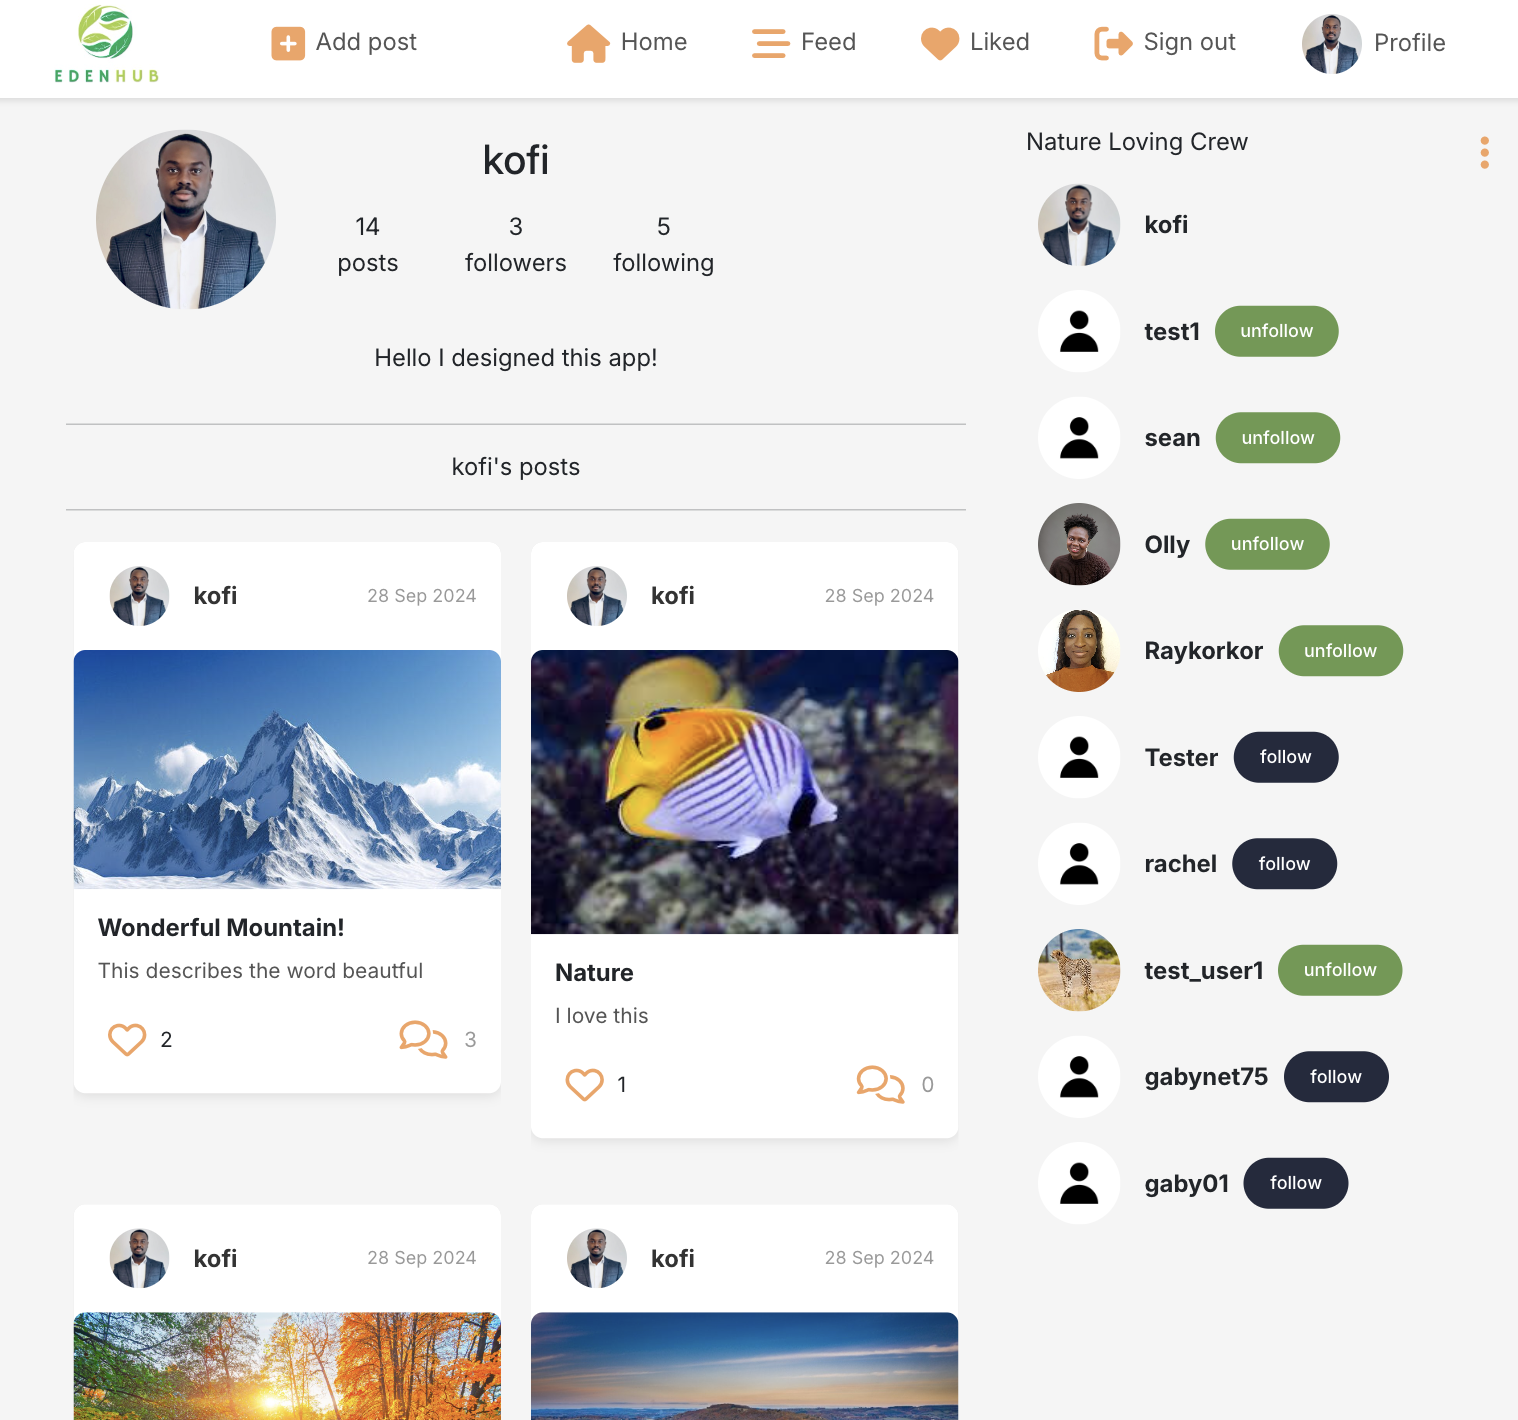 EDENHUB
Add post
Home
Feed
Liked
Sign out
Profile
kofi
14
posts
3
followers
5
following
Hello I designed this app!
kofi's posts
kofi
28 Sep 2024
Wonderful Mountain!
This describes the word beautful
2
3
kofi
28 Sep 2024
Nature
I love this
1
0
kofi
28 Sep 2024
kofi
28 Sep 2024
Nature Loving Crew
kofi
test1 unfollow
sean unfollow
Olly unfollow
Raykorkor unfollow
Tester follow
rachel follow
test_user1 unfollow
gabynet75 follow
gaby01 follow